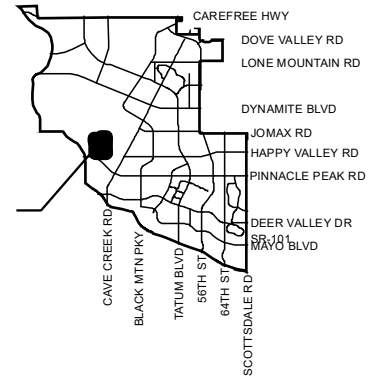 CAREFREE HWY
DOVE VALLEY RD
LONE MOUNTAIN RD
DYNAMITE BLVD
JOMAX RD
HAPPY VALLEY RD
PINNACLE PEAK RD
DEER VALLEY DR
SR-101
MAYO BLVD
CAVE CREEK RD
BLACK MTN PKY
TATUM BLVD
56TH ST
64TH ST
SCOTTSDALE RD